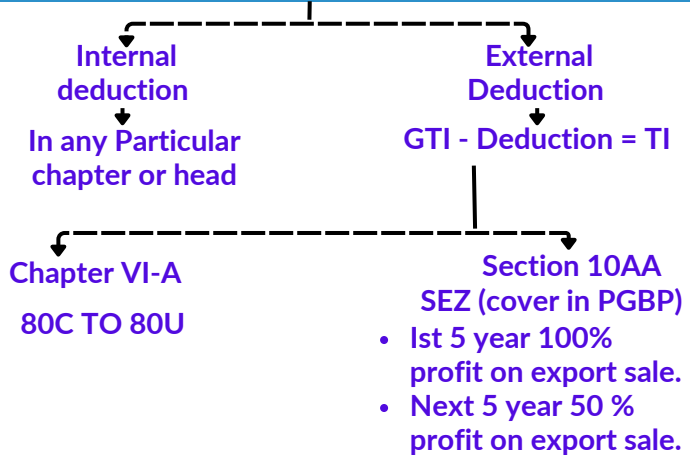 Internal
deduction
In any Particular
chapter or head
External
Deduction
GTI - Deduction = TI
Chapter VI-A
80C TO 80U
Section 10AA
SEZ (cover in PGBP)
• Ist 5 year 100%
profit on export sale.
• Next 5 year 50 %
profit on export sale.